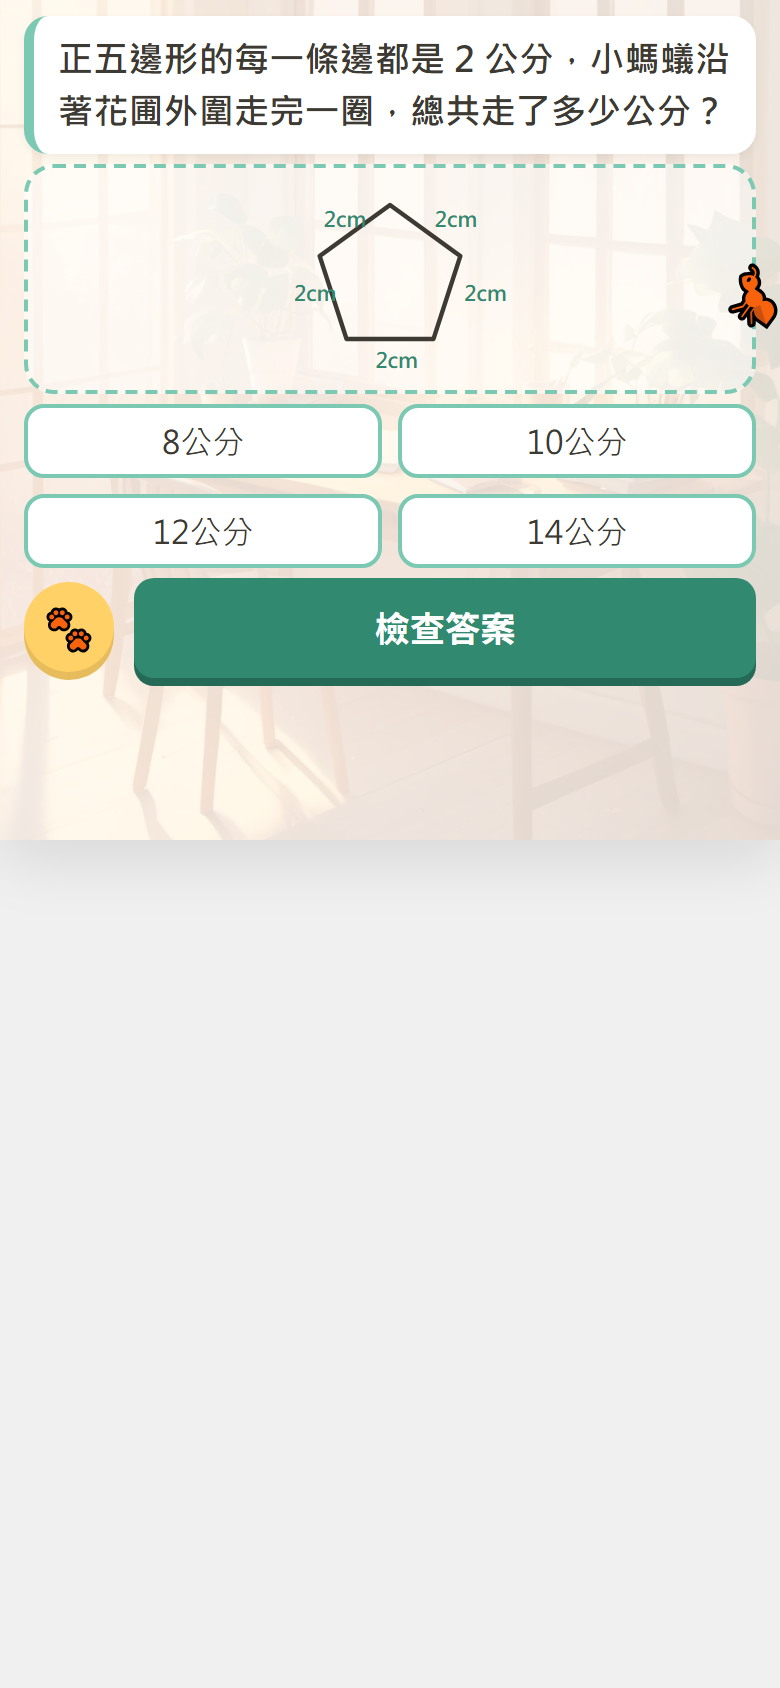 正五邊形的每一條邊都是 2 公分，小螞蟻沿
著花圃外圍走完一圈，總共走了多少公分？
2cm 2cm
2cm 2cm
2cm
8公分 10公分
12公分 14公分
檢查答案